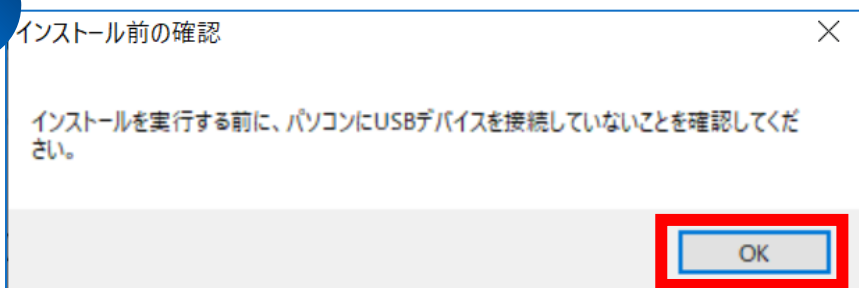 インストール前の確認
インストールを実行する前に、パソコンにUSBデバイスを接続していないことを確認してくだ
さい。
OK